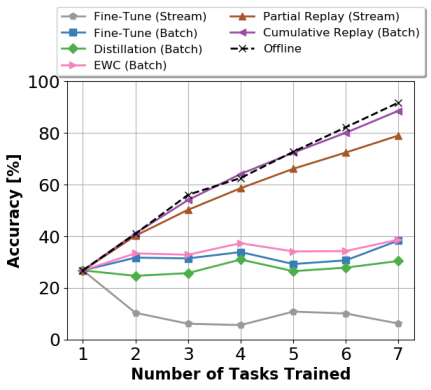 Fine-Tune (Stream)
Fine-Tune (Batch)
Distillation (Batch)
EWC (Batch)
Partial Replay (Stream)
Cumulative Replay (Batch)
Offline
100
80
60
40
20
0
Accuracy [%]
1 2 3 4 5 6 7
Number of Tasks Trained